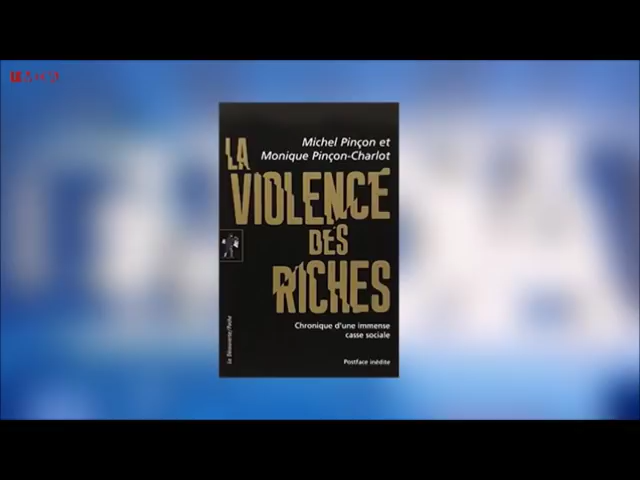 Michel Pinçon et
Monique Pinçon-Charlot
LA
VIOLENCE
DES
RICHES
Chronique d'une immense
casse sociale
La Découverte/Poche
Postface inédite